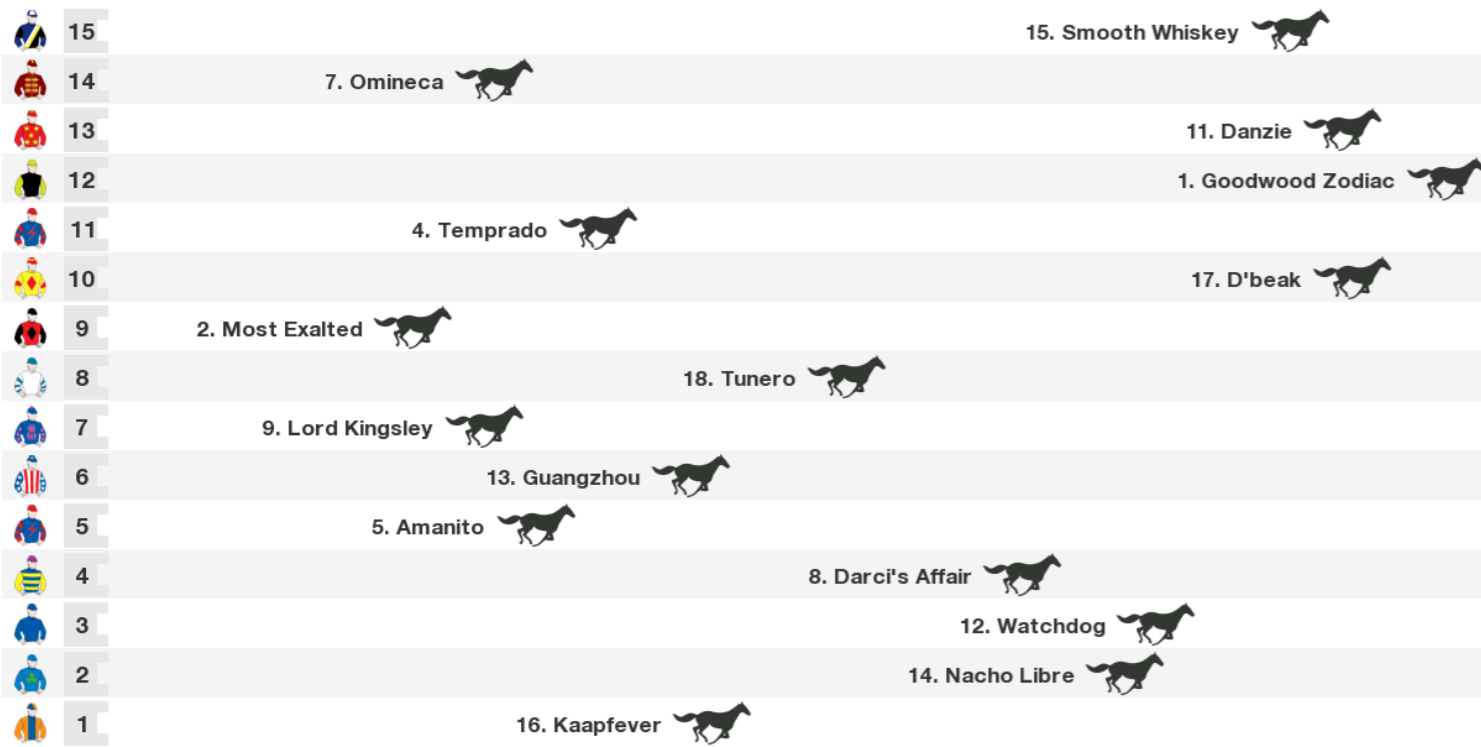 15 15. Smooth Whiskey
14 7. Omineca
13 11. Danzie
12 1. Goodwood Zodiac
11 4. Temprado
10 17. D'beak
9 2. Most Exalted
8 18. Tunero
7 9. Lord Kingsley
6 13. Guangzhou
5 5. Amanito
4 8. Darci's Affair
3 12. Watchdog
2 14. Nacho Libre
1 16. Kaapfever